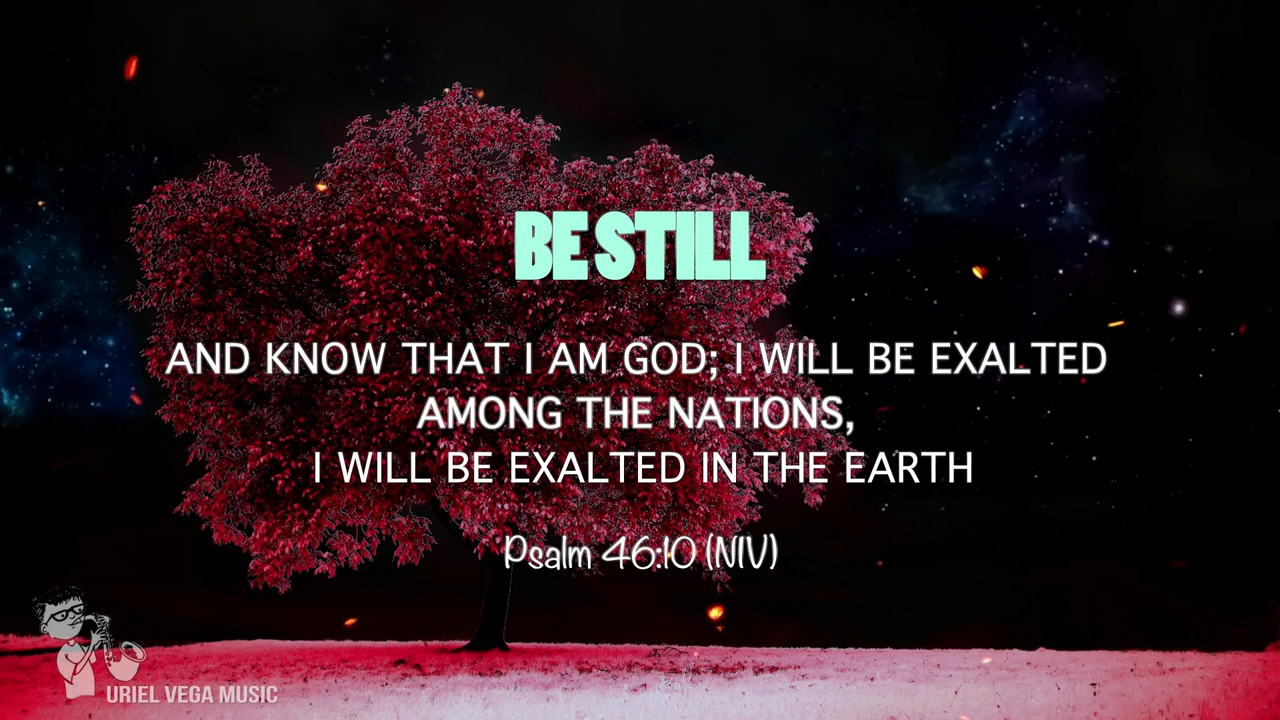 BE STILL
AND KNOW THAT I AM GOD; I WILL BE EXALTED
AMONG THE NATIONS,
I WILL BE EXALTED IN THE EARTH
Psalm 46:10 (NIV)
URIEL VEGA MUSIC